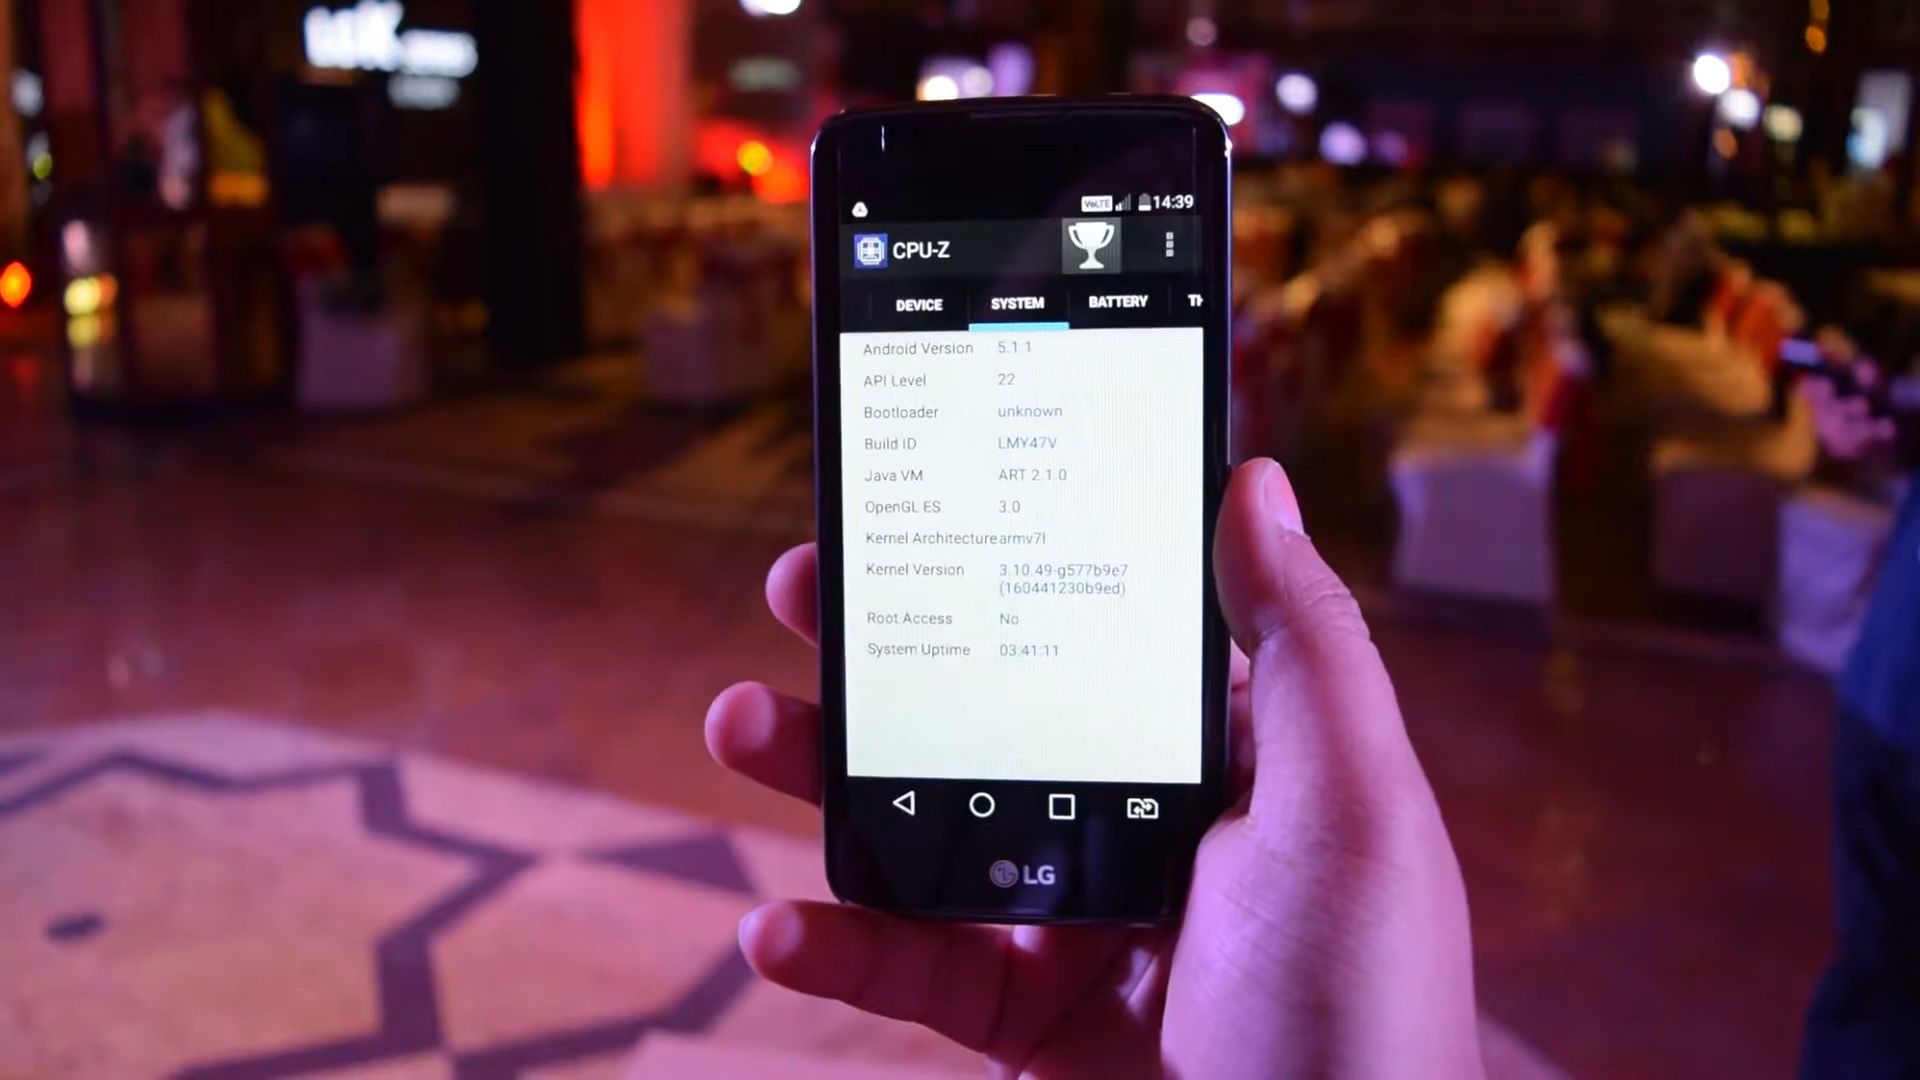 VoLTE 14:39
CPU-Z
DEVICE SYSTEM BATTERY TH
Android Version 5.1.1
API Level 22
Bootloader unknown
Build ID LMY47V
Java VM ART 2.1.0
OpenGL ES 3.0
Kernel Architecture armv7l
Kernel Version 3.10.49-g577b9e7
(160441230b9ed)
Root Access No
System Uptime 03:41:11
LG